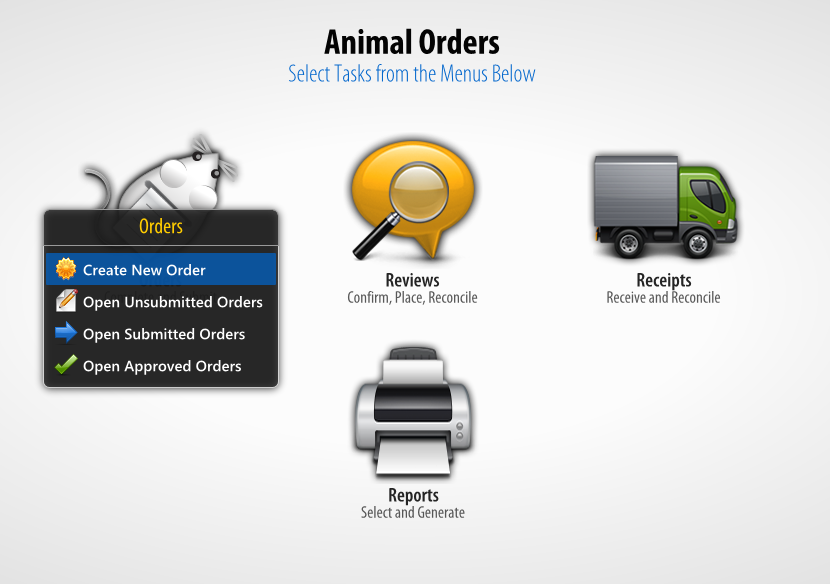 Animal Orders
Select Tasks from the Menus Below
Orders
Create New Order
Open Unsubmitted Orders
Open Submitted Orders
Open Approved Orders
Reviews
Confirm, Place, Reconcile
Receipts
Receive and Reconcile
Reports
Select and Generate